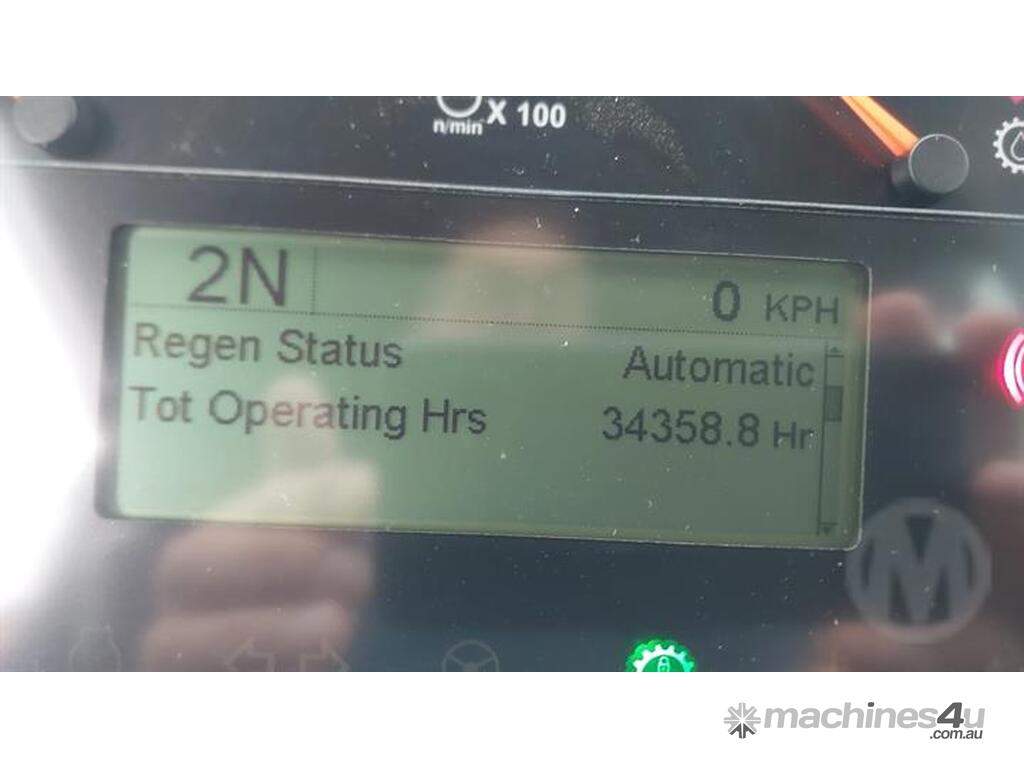 n/min X 100
2N 0 KPH
Regen Status Automatic
Tot Operating Hrs 34358.8 Hr
M
machines4u
.com.au